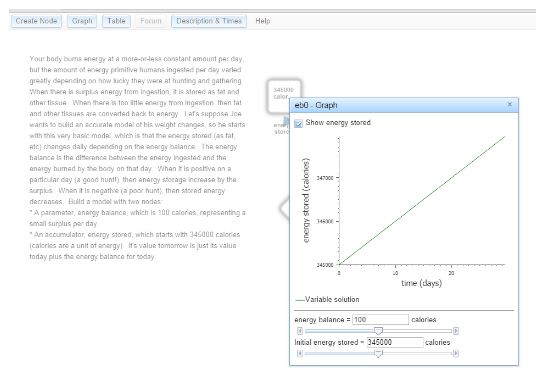 Create Node Graph Table Forum Description & Times Help
Your body burns energy at a more-or-less constant amount per day,
but the amount of energy primitive humans ingested per day varied
greatly depending on how lucky they were at hunting and gathering.
When there is surplus energy from ingestion, it is stored as fat and
other tissue. When there is too little energy from ingestion, then fat
and other tissues are converted back to energy. Let's suppose Joe
wants to build an accurate model of his weight changes, so he starts
with this very basic model, which is that the energy stored (as fat,
etc) changes daily depending on the energy balance. The energy
balance is the difference between the energy ingested and the
energy burned by the body on that day. When it is positive on a
particular day (a good hunt!), then energy storage increase by the
surplus. When it is negative (a poor hunt), then stored energy
decreases. Build a model with two nodes:
* A parameter, energy balance, which is 100 calories, representing a
small surplus per day
* An accumulator, energy stored, which starts with 345000 calories
(calories are a unit of energy). It's value tomorrow is just its value
today plus the energy balance for today.
345000
calor
energ
store
eb0 - Graph ×
Show energy stored
energy stored (calories)
347000
346000
345000
0 10 20
time (days)
Variable solution
energy balance = 100 calories
Initial energy stored = 345000 calories